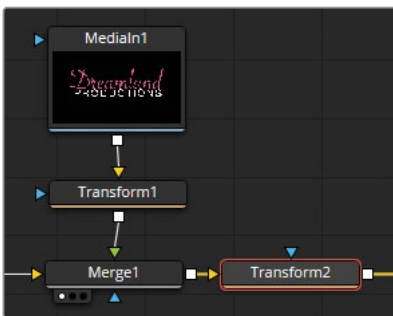 MediaIn1
Dreamland
PRODUCTIONS
Transform1
Merge1
Transform2